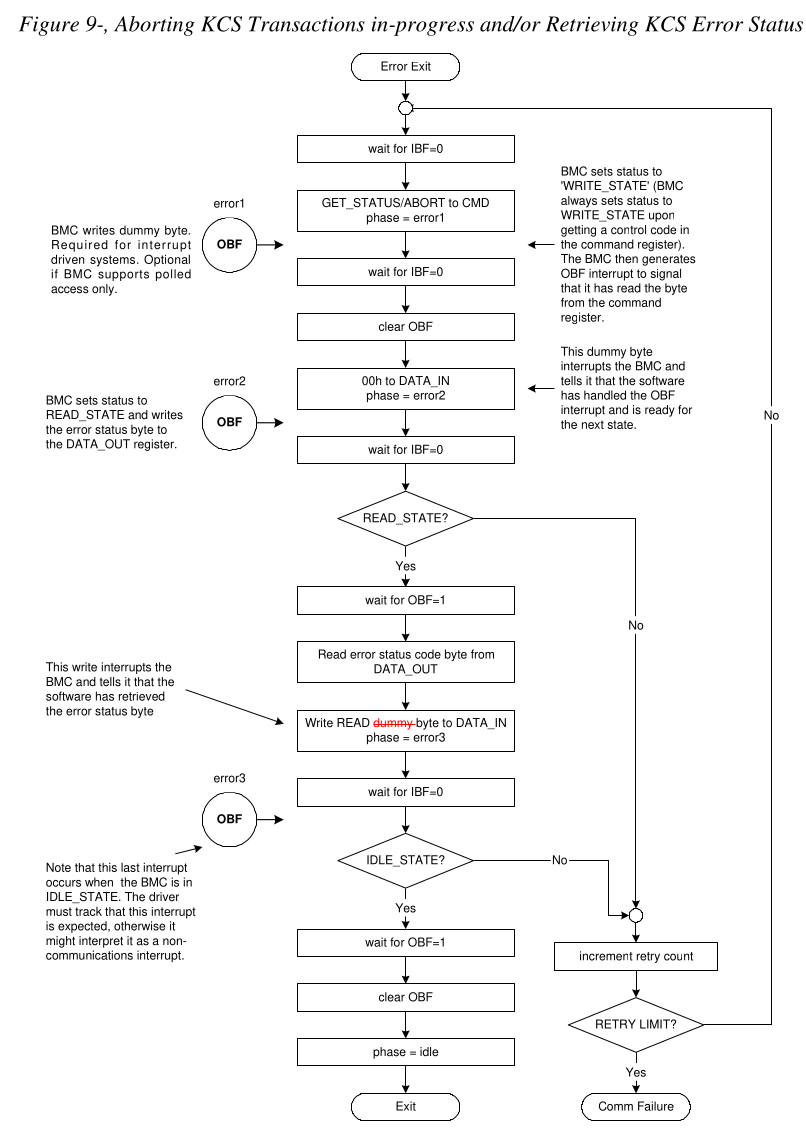 Figure 9-, Aborting KCS Transactions in-progress and/or Retrieving KCS Error Status
Error Exit
wait for IBF=0
GET_STATUS/ABORT to CMD
phase = error1
error1
OBF
BMC writes dummy byte.
Required for interrupt
driven systems. Optional
if BMC supports polled
access only.
BMC sets status to
'WRITE_STATE' (BMC
always sets status to
WRITE_STATE upon
getting a control code in
the command register).
The BMC then generates
OBF interrupt to signal
that it has read the byte
from the command
register.
wait for IBF=0
clear OBF
00h to DATA_IN
phase = error2
This dummy byte
interrupts the BMC and
tells it that the software
has handled the OBF
interrupt and is ready for
the next state.
error2
OBF
BMC sets status to
READ_STATE and writes
the error status byte to
the DATA_OUT register.
No
wait for IBF=0
READ_STATE?
Yes
wait for OBF=1
No
Read error status code byte from
DATA_OUT
This write interrupts the
BMC and tells it that the
software has retrieved
the error status byte
Write READ dummy byte to DATA_IN
phase = error3
wait for IBF=0
error3
OBF
IDLE_STATE?
No
Note that this last interrupt
occurs when the BMC is in
IDLE_STATE. The driver
must track that this interrupt
is expected, otherwise it
might interpret it as a non-
communications interrupt.
Yes
wait for OBF=1
increment retry count
clear OBF
RETRY LIMIT?
phase = idle
Yes
Exit
Comm Failure